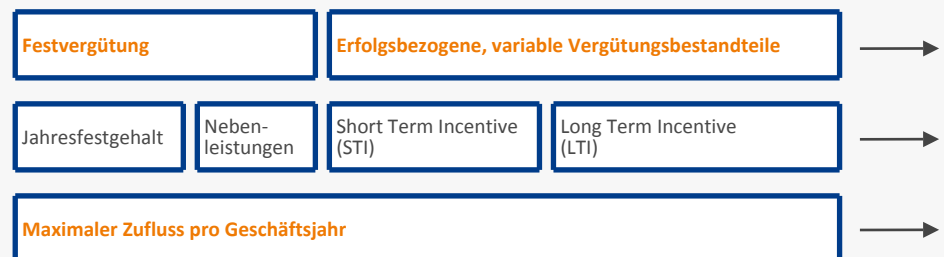 Festvergütung
Erfolgsbezogene, variable Vergütungsbestandteile
Jahresfestgehalt
Neben-
leistungen
Short Term Incentive
(STI)
Long Term Incentive
(LTI)
Maximaler Zufluss pro Geschäftsjahr